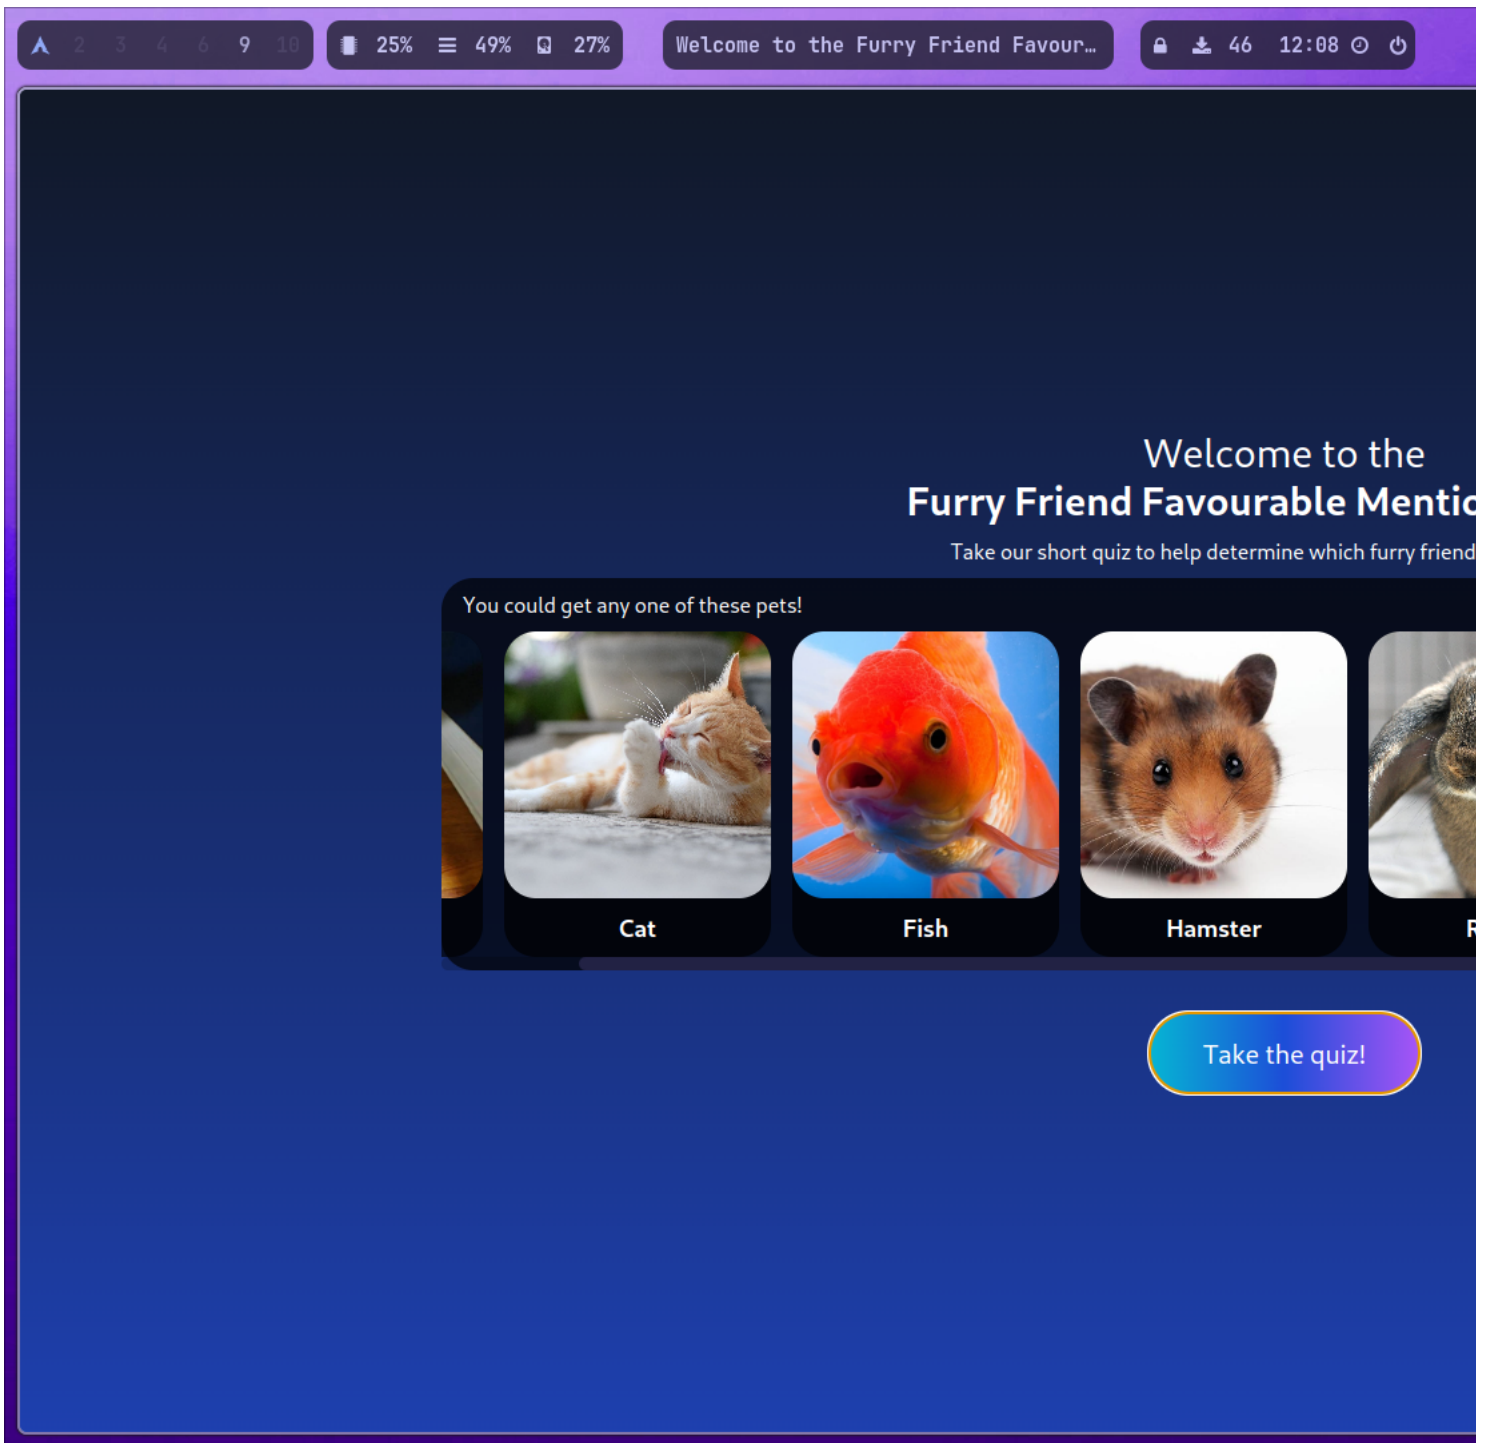 2 3 4 6 9 10 25% 49% 27% Welcome to the Furry Friend Favour… 46 12:08
Welcome to the
Furry Friend Favourable Mentio
Take our short quiz to help determine which furry friend
You could get any one of these pets!
Cat Fish Hamster R
Take the quiz!